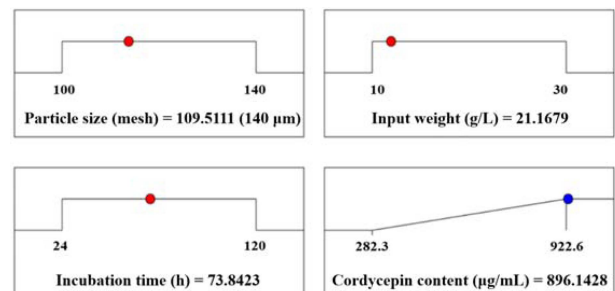 100 140
Particle size (mesh) = 109.5111 (140 μm)
10 30
Input weight (g/L) = 21.1679
24 120
Incubation time (h) = 73.8423
282.3 922.6
Cordycepin content (μg/mL) = 896.1428